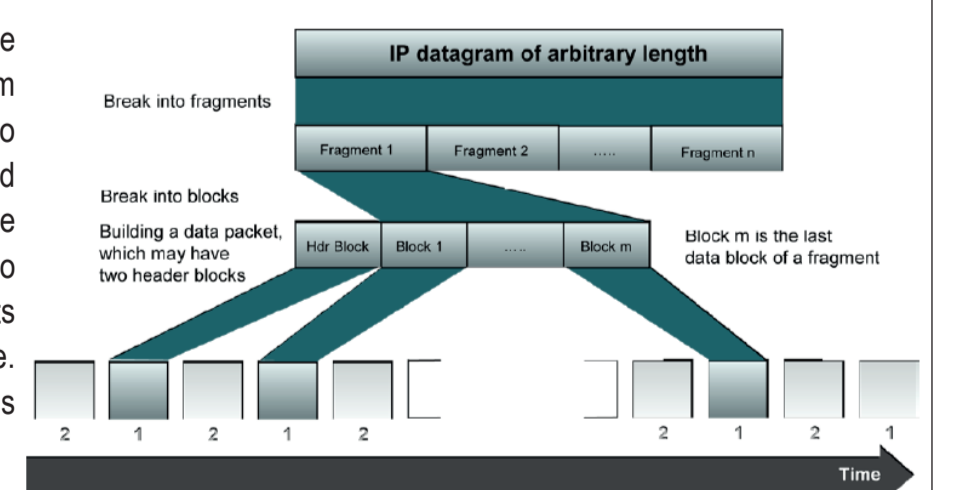 e
m
o
d
e
o
ts
e.
s
IP datagram of arbitrary length
Break into fragments
Fragment 1
Fragment 2
.....
Fragment n
Break into blocks
Building a data packet,
which may have
two header blocks
Hdr Block
Block 1
.....
Block m
Block m is the last
data block of a fragment
2
1
2
1
2
2
1
2
1
Time